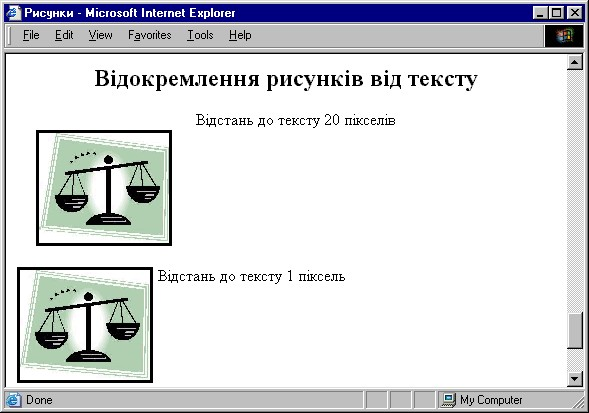 Рисунки - Microsoft Internet Explorer
File Edit View Favorites Tools Help
Відокремлення рисунків від тексту
Відстань до тексту 20 пікселів
Відстань до тексту 1 піксель
Done My Computer